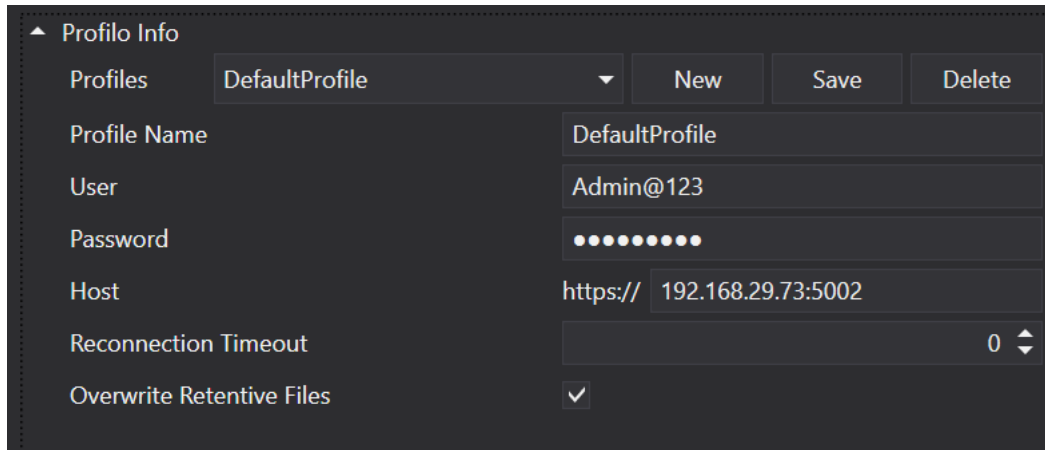 Profilo Info
Profiles DefaultProfile New Save Delete
Profile Name DefaultProfile
User Admin@123
Password ●●●●●●●●●
Host https:// 192.168.29.73:5002
Reconnection Timeout 0
Overwrite Retentive Files